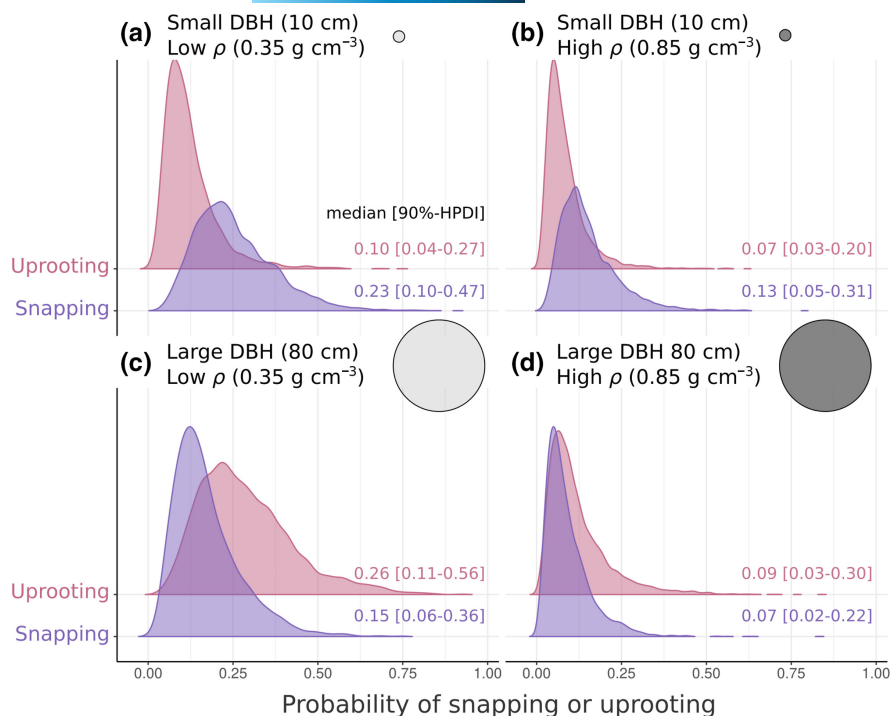 (a) Small DBH (10 cm)
Low ρ (0.35 g cm⁻³)
(b) Small DBH (10 cm)
High ρ (0.85 g cm⁻³)
median [90%-HPDI]
Uprooting
0.10 [0.04-0.27]
0.07 [0.03-0.20]
Snapping
0.23 [0.10-0.47]
0.13 [0.05-0.31]
(c) Large DBH (80 cm)
Low ρ (0.35 g cm⁻³)
(d) Large DBH 80 cm)
High ρ (0.85 g cm⁻³)
Uprooting
0.26 [0.11-0.56]
0.09 [0.03-0.30]
Snapping
0.15 [0.06-0.36]
0.07 [0.02-0.22]
0.00 0.25 0.50 0.75 1.00
0.00 0.25 0.50 0.75 1.00
Probability of snapping or uprooting